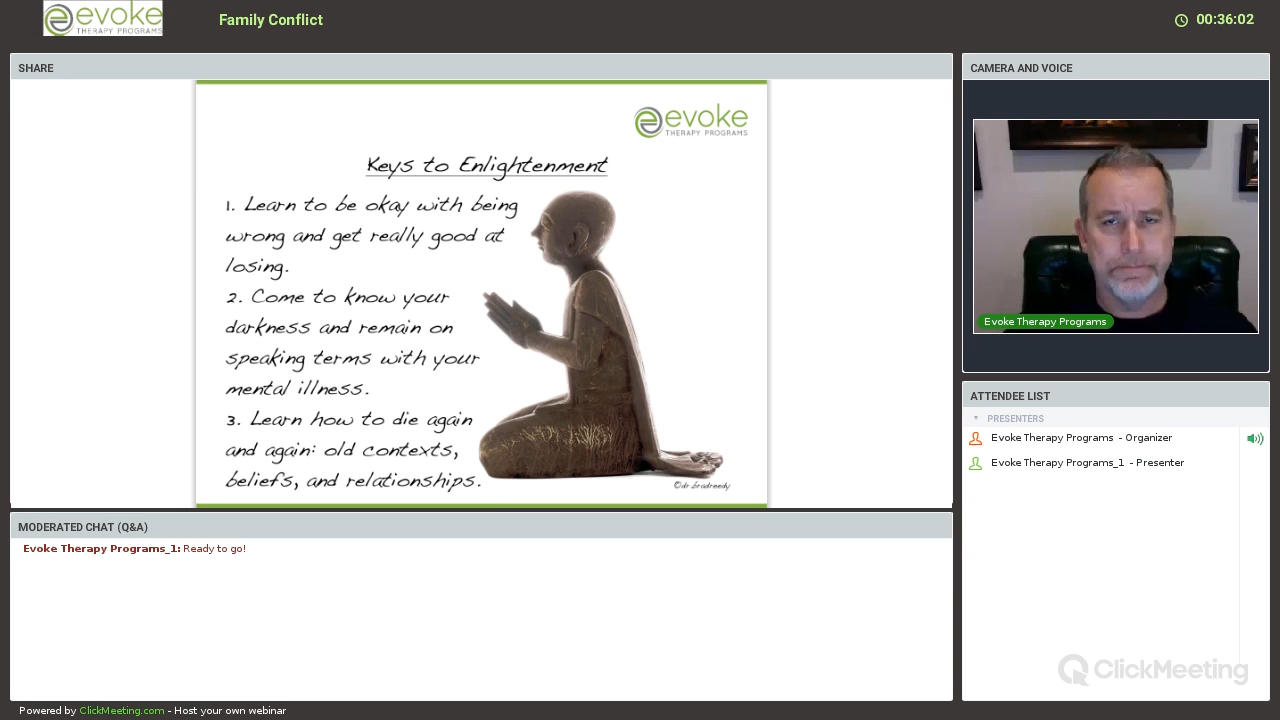 evoke
THERAPY PROGRAMS
Family Conflict
00:36:02
SHARE
evoke
THERAPY PROGRAMS
Keys to Enlightenment
1. Learn to be okay with being
wrong and get really good at
losing.
2. Come to know your
darkness and remain on
speaking terms with your
mental illness.
3. Learn how to die again
and again: old contexts,
beliefs, and relationships.
©dr.bradreedy
MODERATED CHAT (Q&A)
Evoke Therapy Programs_1: Ready to go!
CAMERA AND VOICE
Evoke Therapy Programs
ATTENDEE LIST
PRESENTERS
Evoke Therapy Programs - Organizer
Evoke Therapy Programs_1 - Presenter
ClickMeeting
Powered by ClickMeeting.com - Host your own webinar